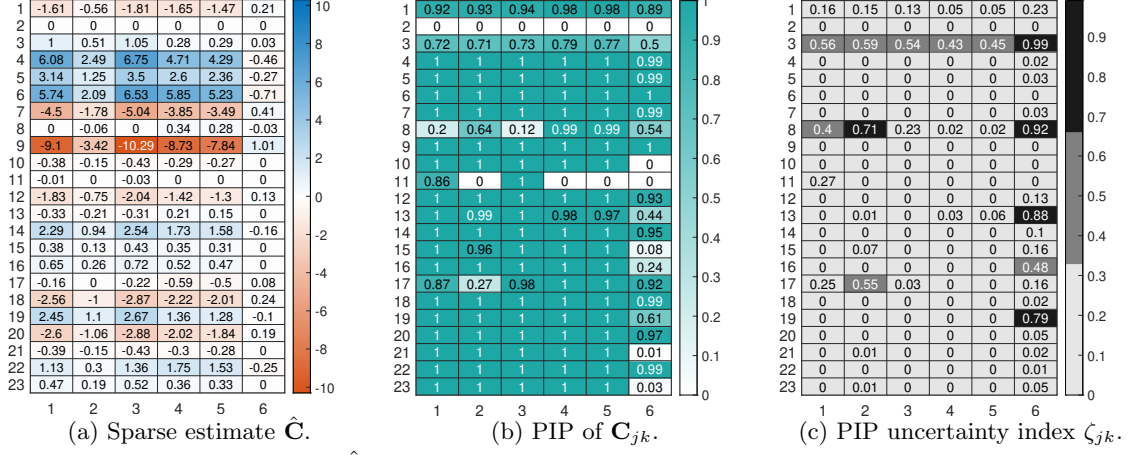 1 -1.61 -0.56 -1.81 -1.65 -1.47 0.21
2 0 0 0 0 0 0
3 1 0.51 1.05 0.28 0.29 0.03
4 6.08 2.49 6.75 4.71 4.29 -0.46
5 3.14 1.25 3.5 2.6 2.36 -0.27
6 5.74 2.09 6.53 5.85 5.23 -0.71
7 -4.5 -1.78 -5.04 -3.85 -3.49 0.41
8 0 -0.06 0 0.34 0.28 -0.03
9 -9.1 -3.42 -10.29 -8.73 -7.84 1.01
10 -0.38 -0.15 -0.43 -0.29 -0.27 0
11 -0.01 0 -0.03 0 0 0
12 -1.83 -0.75 -2.04 -1.42 -1.3 0.13
13 -0.33 -0.21 -0.31 0.21 0.15 0
14 2.29 0.94 2.54 1.73 1.58 -0.16
15 0.38 0.13 0.43 0.35 0.31 0
16 0.65 0.26 0.72 0.52 0.47 0
17 -0.16 0 -0.22 -0.59 -0.5 0.08
18 -2.56 -1 -2.87 -2.22 -2.01 0.24
19 2.45 1.1 2.67 1.36 1.28 -0.1
20 -2.6 -1.06 -2.88 -2.02 -1.84 0.19
21 -0.39 -0.15 -0.43 -0.3 -0.28 0
22 1.13 0.3 1.36 1.75 1.53 -0.25
23 0.47 0.19 0.52 0.36 0.33 0
1 2 3 4 5 6
10
8
6
4
2
0
-2
-4
-6
-8
-10
(a) Sparse estimate Ĉ.
1 0.92 0.93 0.94 0.98 0.98 0.89
2 0 0 0 0 0 0
3 0.72 0.71 0.73 0.79 0.77 0.5
4 1 1 1 1 1 0.99
5 1 1 1 1 1 0.99
6 1 1 1 1 1 1
7 1 1 1 1 1 0.99
8 0.2 0.64 0.12 0.99 0.99 0.54
9 1 1 1 1 1 1
10 1 1 1 1 1 0
11 0.86 0 1 0 0 0
12 1 1 1 1 1 0.93
13 1 0.99 1 0.98 0.97 0.44
14 1 1 1 1 1 0.95
15 1 0.96 1 1 1 0.08
16 1 1 1 1 1 0.24
17 0.87 0.27 0.98 1 1 0.92
18 1 1 1 1 1 0.99
19 1 1 1 1 1 0.61
20 1 1 1 1 1 0.97
21 1 1 1 1 1 0.01
22 1 1 1 1 1 0.99
23 1 1 1 1 1 0.03
1 2 3 4 5 6
1
0.9
0.8
0.7
0.6
0.5
0.4
0.3
0.2
0.1
0
(b) PIP of C_jk.
1 0.16 0.15 0.13 0.05 0.05 0.23
2 0 0 0 0 0 0
3 0.56 0.59 0.54 0.43 0.45 0.99
4 0 0 0 0 0 0.02
5 0 0 0 0 0 0.03
6 0 0 0 0 0 0
7 0 0 0 0 0 0.03
8 0.4 0.71 0.23 0.02 0.02 0.92
9 0 0 0 0 0 0
10 0 0 0 0 0 0
11 0.27 0 0 0 0 0
12 0 0 0 0 0 0.13
13 0 0.01 0 0.03 0.06 0.88
14 0 0 0 0 0 0.1
15 0 0.07 0 0 0 0.16
16 0 0 0 0 0 0.48
17 0.25 0.55 0.03 0 0 0.16
18 0 0 0 0 0 0.02
19 0 0 0 0 0 0.79
20 0 0 0 0 0 0.05
21 0 0.01 0 0 0 0.02
22 0 0 0 0 0 0.01
23 0 0.01 0 0 0 0.05
1 2 3 4 5 6
0.9
0.8
0.7
0.6
0.5
0.4
0.3
0.2
0.1
0
(c) PIP uncertainty index ζ_jk.